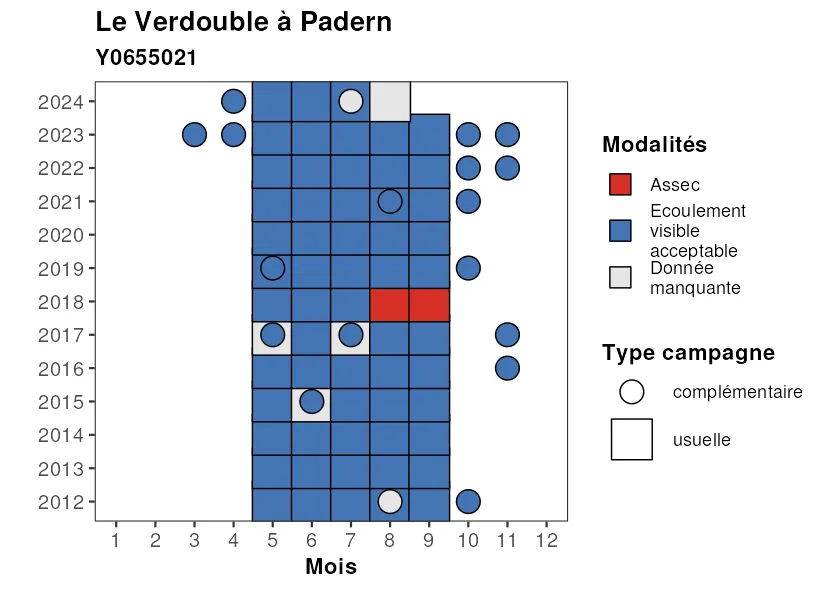 Le Verdouble à Padern
Y0655021
2024
2023
2022
2021
2020
2019
2018
2017
2016
2015
2014
2013
2012
1 2 3 4 5 6 7 8 9 10 11 12
Mois
Modalités
Assec
Ecoulement
visible
acceptable
Donnée
manquante
Type campagne
complémentaire
usuelle